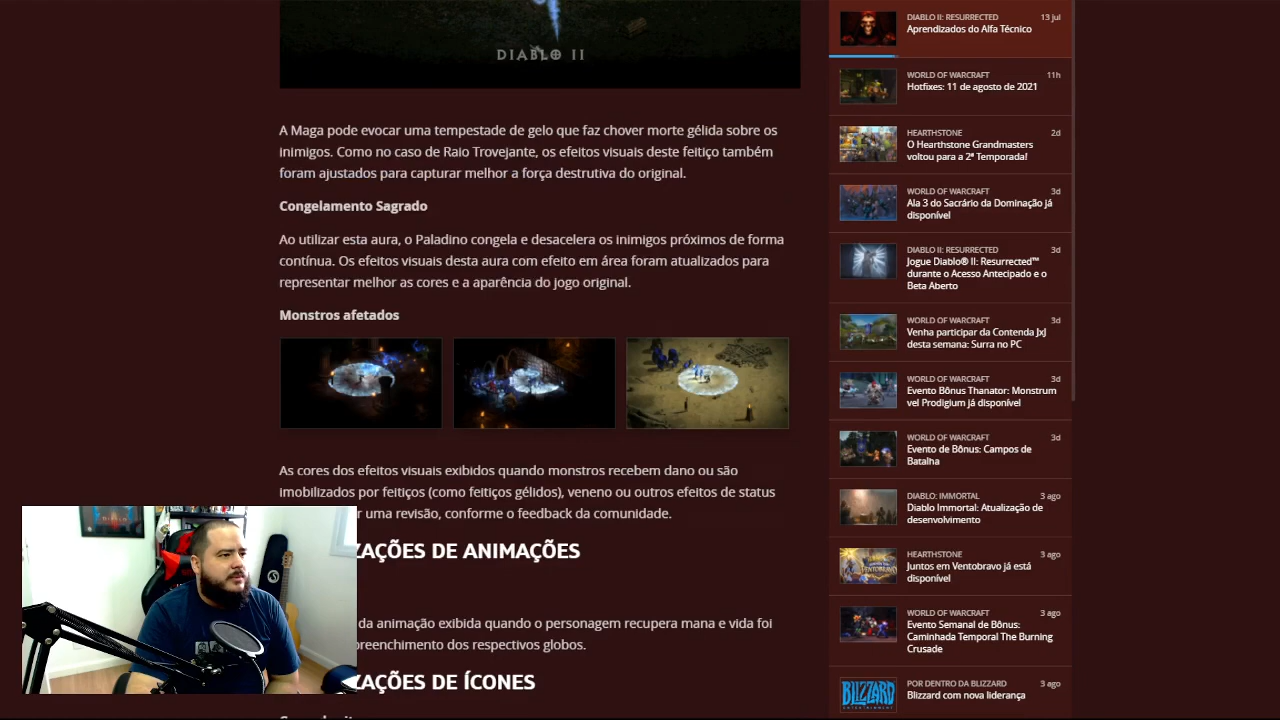 DIABLO II
A Maga pode evocar uma tempestade de gelo que faz chover morte gélida sobre os
inimigos. Como no caso de Raio Trovejante, os efeitos visuais deste feitiço também
foram ajustados para capturar melhor a força destrutiva do original.
Congelamento Sagrado
Ao utilizar esta aura, o Paladino congela e desacelera os inimigos próximos de forma
contínua. Os efeitos visuais desta aura com efeito em área foram atualizados para
representar melhor as cores e a aparência do jogo original.
Monstros afetados
As cores dos efeitos visuais exibidos quando monstros recebem dano ou são
imobilizados por feitiços (como feitiços gélidos), veneno ou outros efeitos de status
uma revisão, conforme o feedback da comunidade.
ZAÇÕES DE ANIMAÇÕES
da animação exibida quando o personagem recupera mana e vida foi
reenchimento dos respectivos globos.
ZAÇÕES DE ÍCONES
DIABLO II: RESURRECTED
13 jul
Aprendizados do Alfa Técnico
WORLD OF WARCRAFT
11h
Hotfixes: 11 de agosto de 2021
HEARTHSTONE
2d
O Hearthstone Grandmasters
voltou para a 2ª Temporada!
WORLD OF WARCRAFT
3d
Ala 3 do Sacrário da Dominação já
disponível
DIABLO II: RESURRECTED
3d
Jogue Diablo® II: Resurrected™
durante o Acesso Antecipado e o
Beta Aberto
WORLD OF WARCRAFT
3d
Venha participar da Contenda JxJ
desta semana: Surra no PC
WORLD OF WARCRAFT
3d
Evento Bônus Thanator: Monstrum
vel Prodigium já disponível
WORLD OF WARCRAFT
3d
Evento de Bônus: Campos de
Batalha
DIABLO: IMMORTAL
3 ago
Diablo Immortal: Atualização de
desenvolvimento
HEARTHSTONE
3 ago
Juntos em Ventobravo já está
disponível
WORLD OF WARCRAFT
3 ago
Evento Semanal de Bônus:
Caminhada Temporal The Burning
Crusade
POR DENTRO DA BLIZZARD
3 ago
Blizzard com nova liderança
BLIZZARD